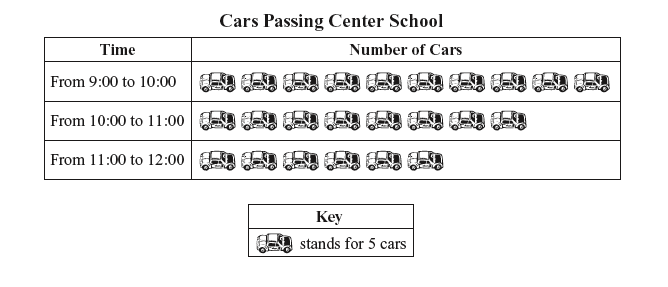 Cars Passing Center School
Time Number of Cars
From 9:00 to 10:00
From 10:00 to 11:00
From 11:00 to 12:00
Key
stands for 5 cars